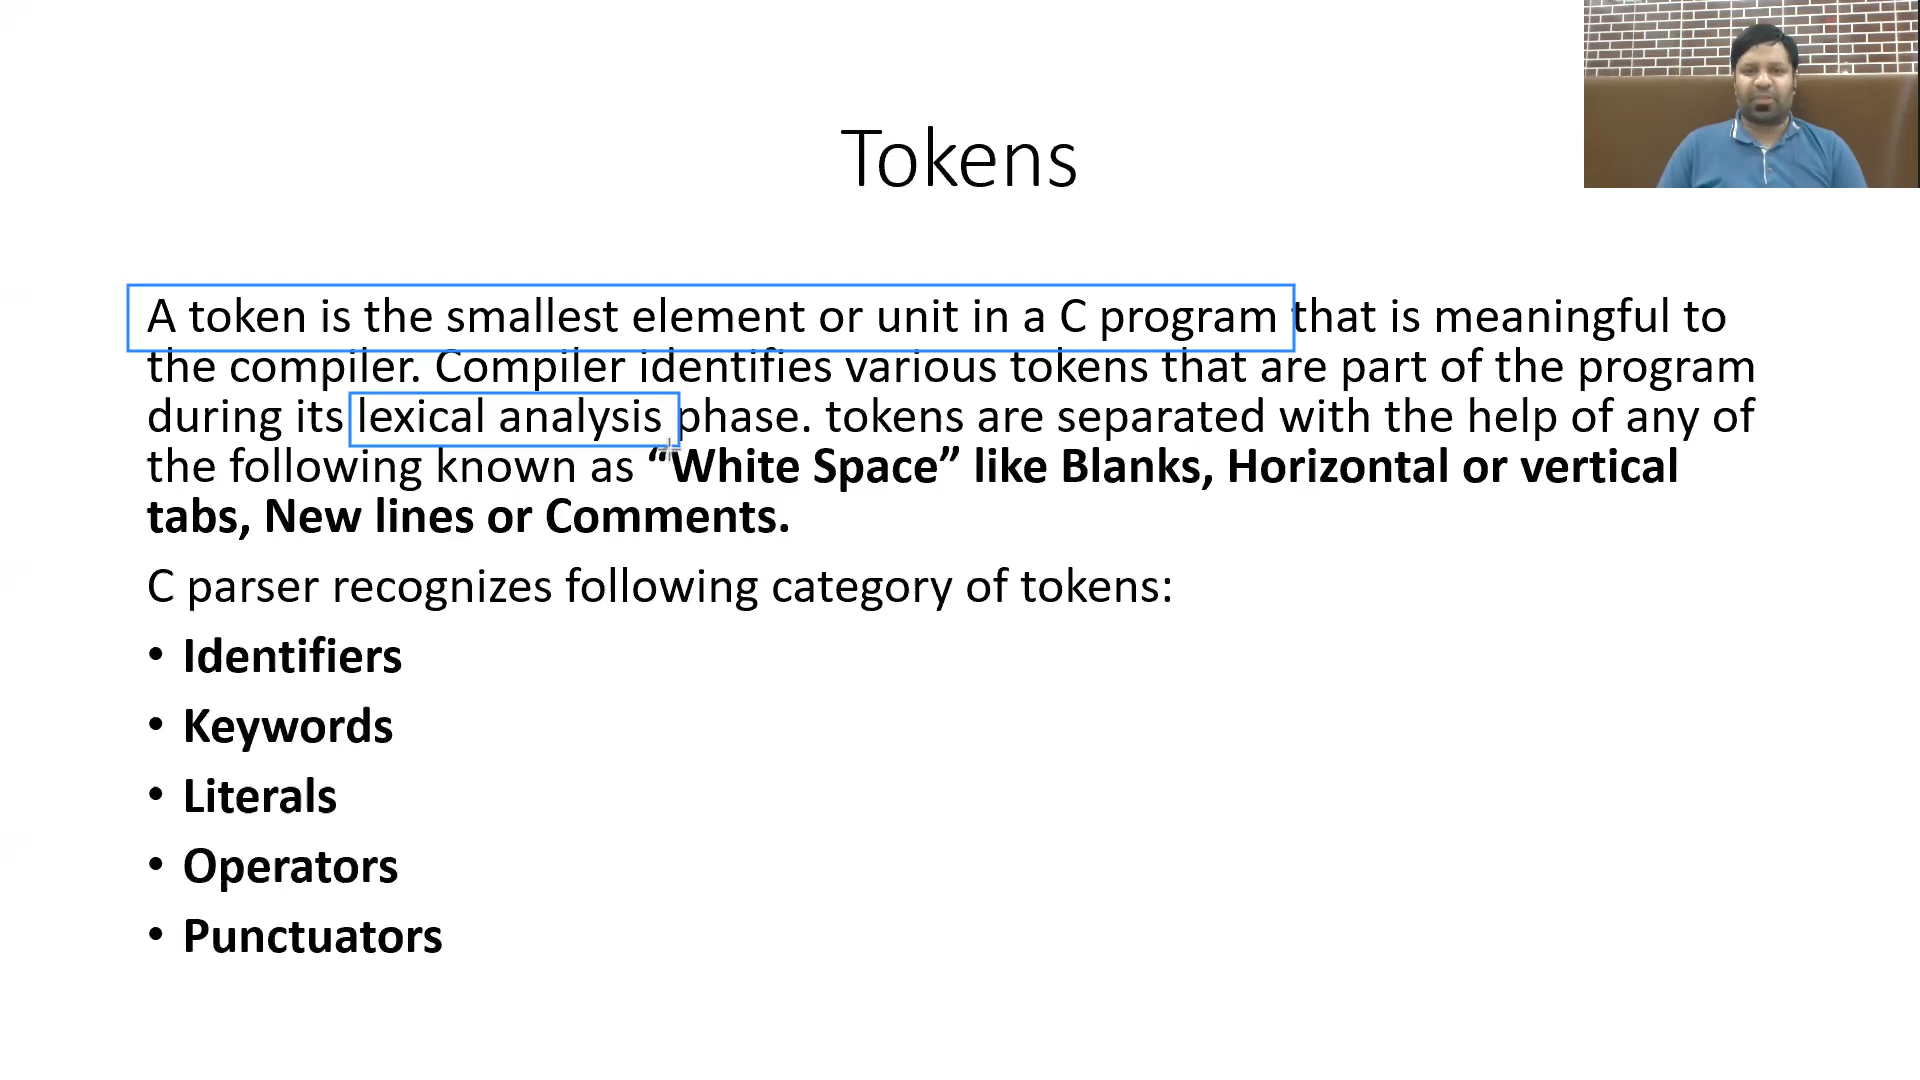 Tokens
A token is the smallest element or unit in a C program that is meaningful to
the compiler. Compiler identifies various tokens that are part of the program
during its lexical analysis phase. tokens are separated with the help of any of
the following known as “White Space” like Blanks, Horizontal or vertical
tabs, New lines or Comments.
C parser recognizes following category of tokens:
• Identifiers
• Keywords
• Literals
• Operators
• Punctuators